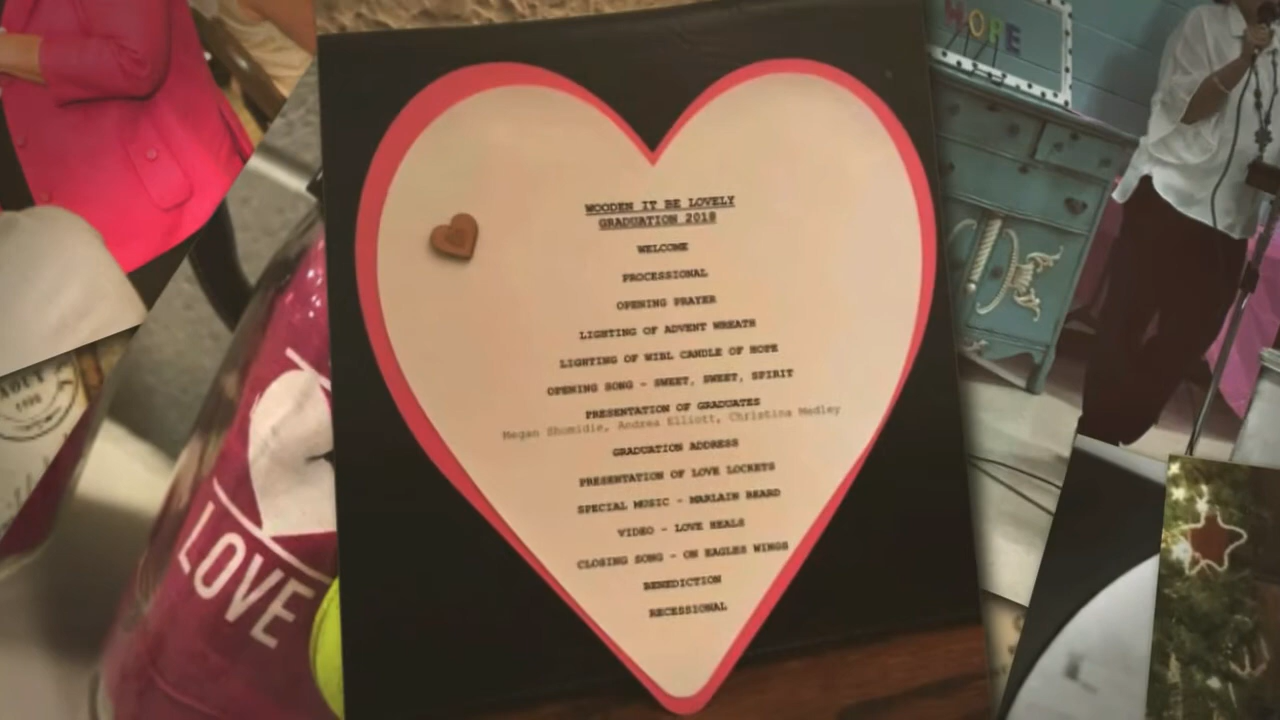 HOPE
WOODEN IT BE LOVELY
GRADUATION 2018
WELCOME
PROCESSIONAL
OPENING PRAYER
LIGHTING OF ADVENT WREATH
LIGHTING OF WIBL CANDLE OF HOPE
OPENING SONG - SWEET, SWEET, SPIRIT
PRESENTATION OF GRADUATES
Megan Shomidie, Andrea Elliott, Christina Medley
GRADUATION ADDRESS
PRESENTATION OF LOVE LOCKETS
SPECIAL MUSIC - MARLAIN BEARD
VIDEO - LOVE HEALS
CLOSING SONG - ON EAGLES WINGS
BENEDICTION
RECESSIONAL
LOVE